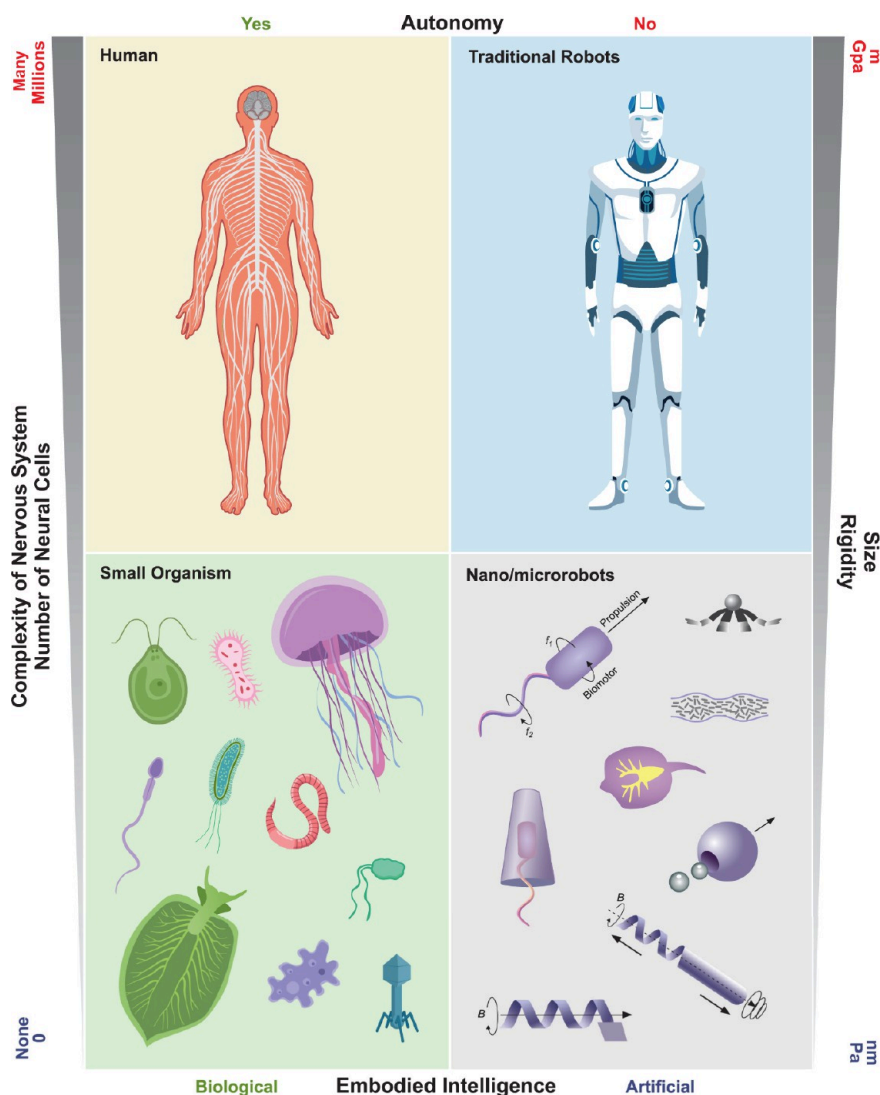 Yes
Autonomy
No
Many
Millions
m
Gpa
Human
Traditional Robots
Complexity of Nervous System
Number of Neural Cells
Size
Rigidity
Small Organism
Nano/microrobots
Propulsion
f1
Biomotor
f2
B
B
None
0
nm
Pa
Biological
Embodied Intelligence
Artificial